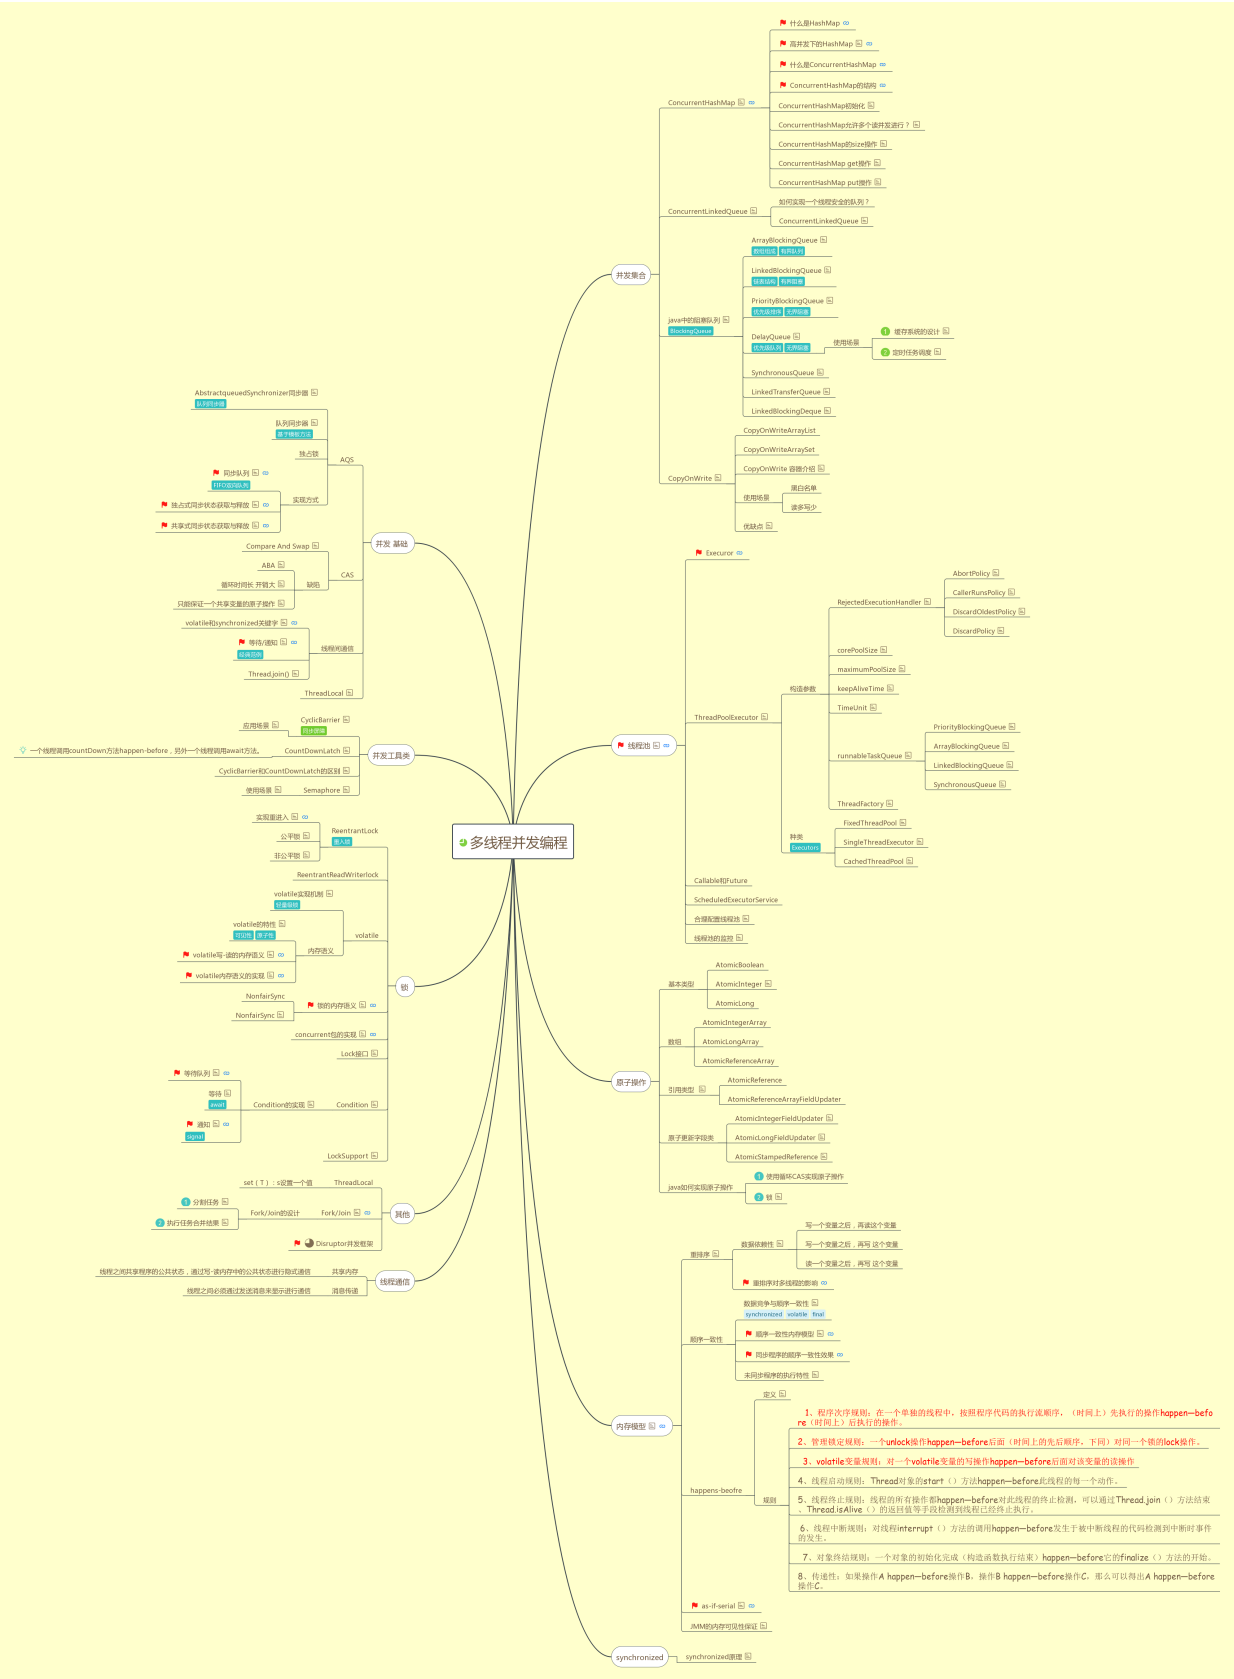 多线程并发编程
并发集合
ConcurrentHashMap
什么是HashMap
高并发下的HashMap
什么是ConcurrentHashMap
ConcurrentHashMap的结构
ConcurrentHashMap初始化
ConcurrentHashMap允许多个读并发进行？
ConcurrentHashMap的size操作
ConcurrentHashMap get操作
ConcurrentHashMap put操作
ConcurrentLinkedQueue
如何实现一个线程安全的队列？
ConcurrentLinkedQueue
java中的阻塞队列
BlockingQueue
ArrayBlockingQueue
数组组成 有界队列
LinkedBlockingQueue
链表结构 有界阻塞
PriorityBlockingQueue
优先级排序 无界阻塞
DelayQueue
优先级队列 无界阻塞
使用场景
1 缓存系统的设计
2 定时任务调度
SynchronousQueue
LinkedTransferQueue
LinkedBlockingDeque
CopyOnWrite
CopyOnWriteArrayList
CopyOnWriteArraySet
CopyOnWrite 容器介绍
使用场景
黑白名单
读多写少
优缺点
线程池
Execuror
ThreadPoolExecutor
构造参数
RejectedExecutionHandler
AbortPolicy
CallerRunsPolicy
DiscardOldestPolicy
DiscardPolicy
corePoolSize
maximumPoolSize
keepAliveTime
TimeUnit
runnableTaskQueue
PriorityBlockingQueue
ArrayBlockingQueue
LinkedBlockingQueue
SynchronousQueue
ThreadFactory
种类
Executors
FixedThreadPool
SingleThreadExecutor
CachedThreadPool
Callable和Future
ScheduledExecutorService
合理配置线程池
线程池的监控
原子操作
基本类型
AtomicBoolean
AtomicInteger
AtomicLong
数组
AtomicIntegerArray
AtomicLongArray
AtomicReferenceArray
引用类型
AtomicReference
AtomicReferenceArrayFieldUpdater
原子更新字段类
AtomicIntegerFieldUpdater
AtomicLongFieldUpdater
AtomicStampedReference
java如何实现原子操作
1 使用循环CAS实现原子操作
2 锁
内存模型
重排序
数据依赖性
写一个变量之后，再读这个变量
写一个变量之后，再写 这个变量
读一个变量之后，再写 这个变量
重排序对多线程的影响
顺序一致性
数据竞争与顺序一致性
synchronized volatile final
顺序一致性内存模型
同步程序的顺序一致性效果
未同步程序的执行特性
happens-beofre
定义
规则
1、程序次序规则：在一个单独的线程中，按照程序代码的执行流顺序，（时间上）先执行的操作happen—befo
re（时间上）后执行的操作。
2、管理锁定规则：一个unlock操作happen—before后面（时间上的先后顺序，下同）对同一个锁的lock操作。
3、volatile变量规则：对一个volatile变量的写操作happen—before后面对该变量的读操作
4、线程启动规则：Thread对象的start（）方法happen—before此线程的每一个动作。
5、线程终止规则：线程的所有操作都happen—before对此线程的终止检测，可以通过Thread.join（）方法结束
、Thread.isAlive（）的返回值等手段检测到线程已经终止执行。
6、线程中断规则：对线程interrupt（）方法的调用happen—before发生于被中断线程的代码检测到中断时事件
的发生。
7、对象终结规则：一个对象的初始化完成（构造函数执行结束）happen—before它的finalize（）方法的开始。
8、传递性：如果操作A happen—before操作B，操作B happen—before操作C，那么可以得出A happen—before
操作C。
as-if-serial
JMM的内存可见性保证
synchronized
synchronized原理
并发 基础
AQS
AbstractqueuedSynchronizer同步器
队列同步器
队列同步器
基于模板方法
独占锁
实现方式
同步队列
FIFO双向队列
独占式同步状态获取与释放
共享式同步状态获取与释放
CAS
Compare And Swap
缺陷
ABA
循环时间长 开销大
只能保证一个共享变量的原子操作
线程间通信
volatile和synchronized关键字
等待/通知
经典范例
Thread.join()
ThreadLocal
并发工具类
CyclicBarrier
同步屏障
应用场景
CountDownLatch
一个线程调用countDown方法happen-before，另外一个线程调用await方法。
CyclicBarrier和CountDownLatch的区别
Semaphore
使用场景
锁
ReentrantLock
重入锁
实现重进入
公平锁
非公平锁
ReentrantReadWriterlock
volatile
volatile实现机制
轻量级锁
内存语义
volatile的特性
可见性 原子性
volatile写-读的内存语义
volatile内存语义的实现
锁的内存语义
NonfairSync
NonfairSync
concurrent包的实现
Lock接口
Condition
Condition的实现
等待队列
等待
await
通知
signal
LockSupport
其他
ThreadLocal
set（T）：s设置一个值
Fork/Join
Fork/Join的设计
1 分割任务
2 执行任务合并结果
Disruptor并发框架
线程通信
共享内存
线程之间共享程序的公共状态，通过写-读内存中的公共状态进行隐式通信
消息传递
线程之间必须通过发送消息来显示进行通信